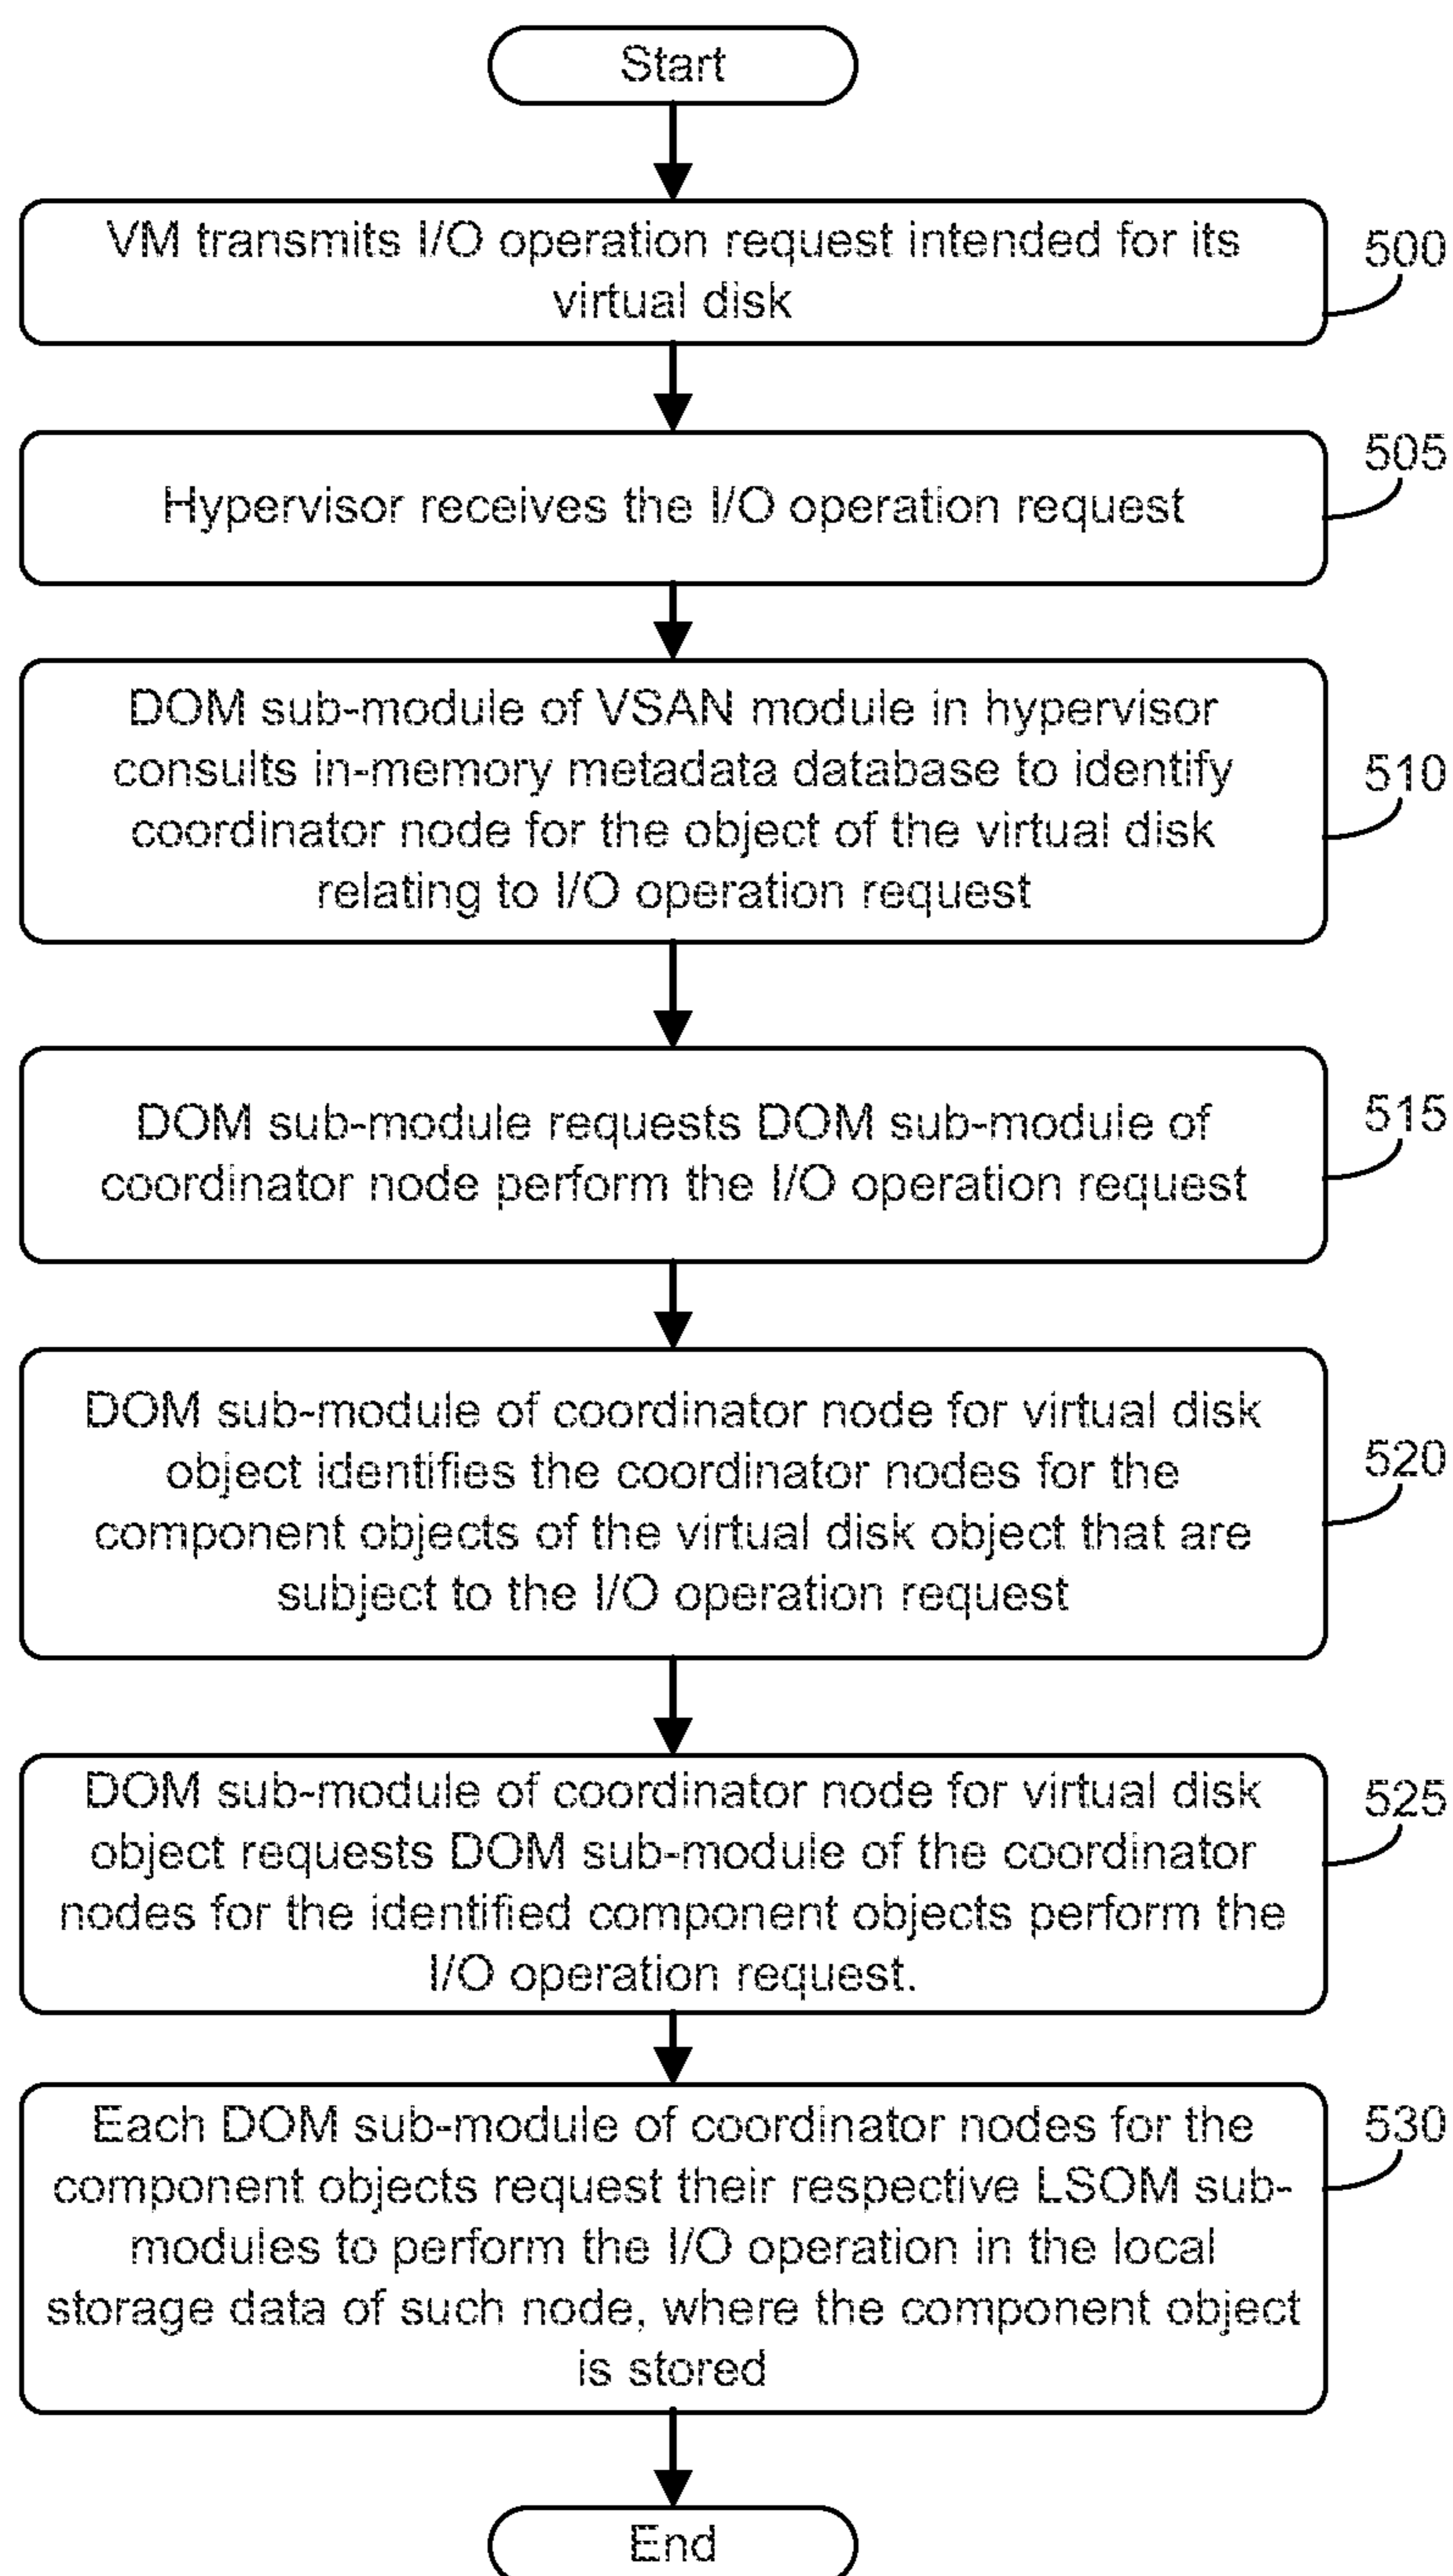 Start
VM transmits I/O operation request intended for its
virtual disk
500
Hypervisor receives the I/O operation request
505
DOM sub-module of VSAN module in hypervisor
consults in-memory metadata database to identify
coordinator node for the object of the virtual disk
relating to I/O operation request
510
DOM sub-module requests DOM sub-module of
coordinator node perform the I/O operation request
515
DOM sub-module of coordinator node for virtual disk
object identifies the coordinator nodes for the
component objects of the virtual disk object that are
subject to the I/O operation request
520
DOM sub-module of coordinator node for virtual disk
object requests DOM sub-module of the coordinator
nodes for the identified component objects perform the
I/O operation request.
525
Each DOM sub-module of coordinator nodes for the
component objects request their respective LSOM sub-
modules to perform the I/O operation in the local
storage data of such node, where the component object
is stored
530
End